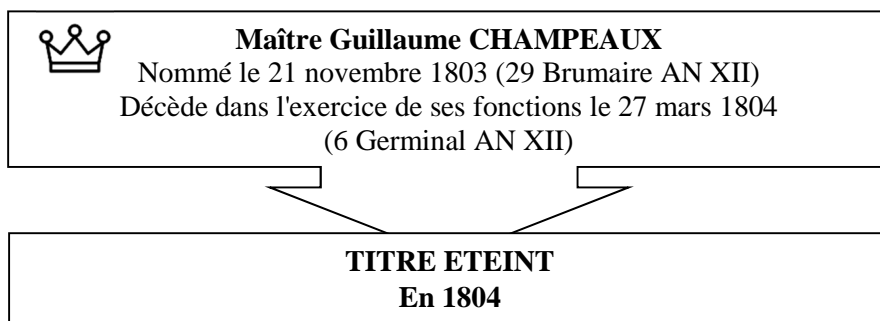 Maître Guillaume CHAMPEAUX
Nommé le 21 novembre 1803 (29 Brumaire AN XII)
Décède dans l'exercice de ses fonctions le 27 mars 1804
(6 Germinal AN XII)
TITRE ETEINT
En 1804